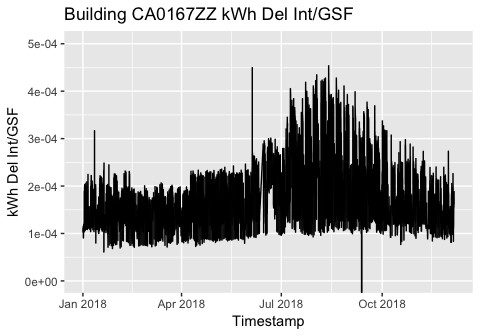 Building CA0167ZZ kWh Del Int/GSF
5e-04
4e-04
3e-04
2e-04
1e-04
0e+00
kWh Del Int/GSF
Jan 2018 Apr 2018 Jul 2018 Oct 2018
Timestamp